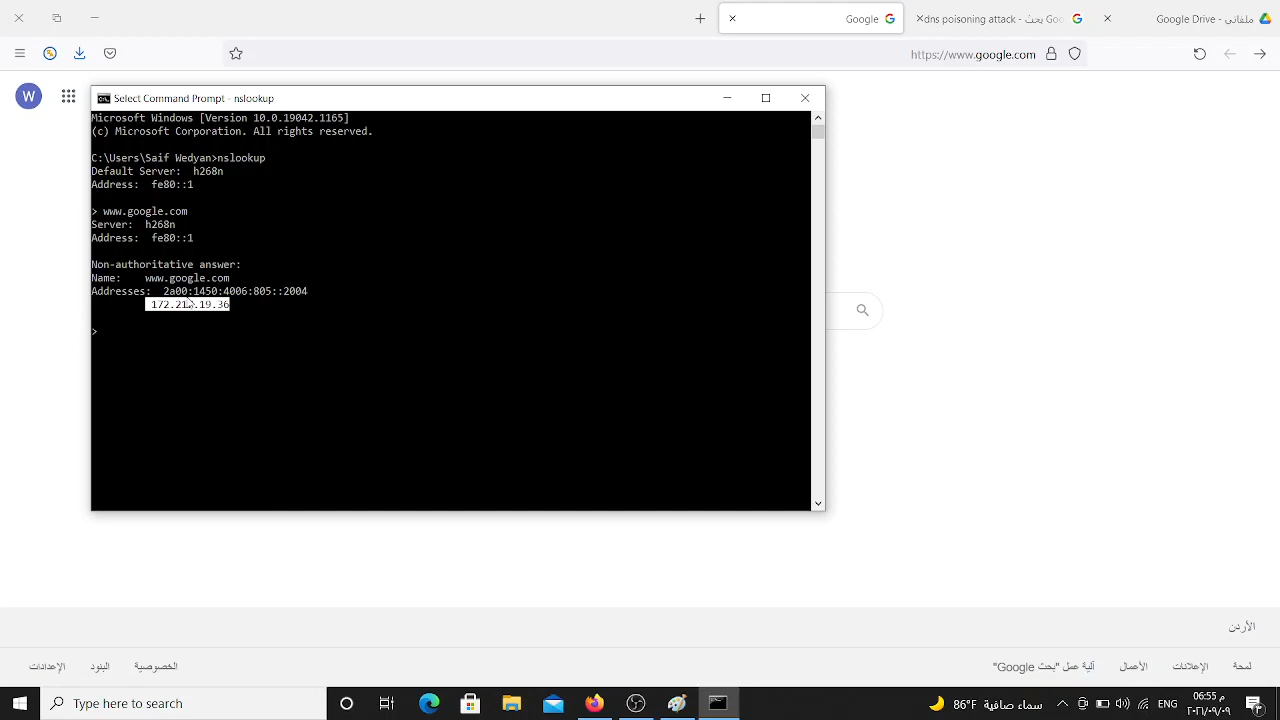 Google
dns poisoning attack - بحث Goo
ملفاتي - Google Drive
https://www.google.com
W
Select Command Prompt - nslookup
Microsoft Windows [Version 10.0.19042.1165]
(c) Microsoft Corporation. All rights reserved.
C:\Users\Saif Wedyan>nslookup
Default Server:  h268n
Address:  fe80::1
> www.google.com
Server:  h268n
Address:  fe80::1
Non-authoritative answer:
Name:    www.google.com
Addresses:  2a00:1450:4006:805::2004
>
الأردن
لمحة
الإعلانات
الأعمال
آلية عمل "بحث Google"
الخصوصية
البنود
الإعدادات
Type here to search
86°F سماء صافية
ENG
06:55 م
٢٠٢١/٠٩/٠٩